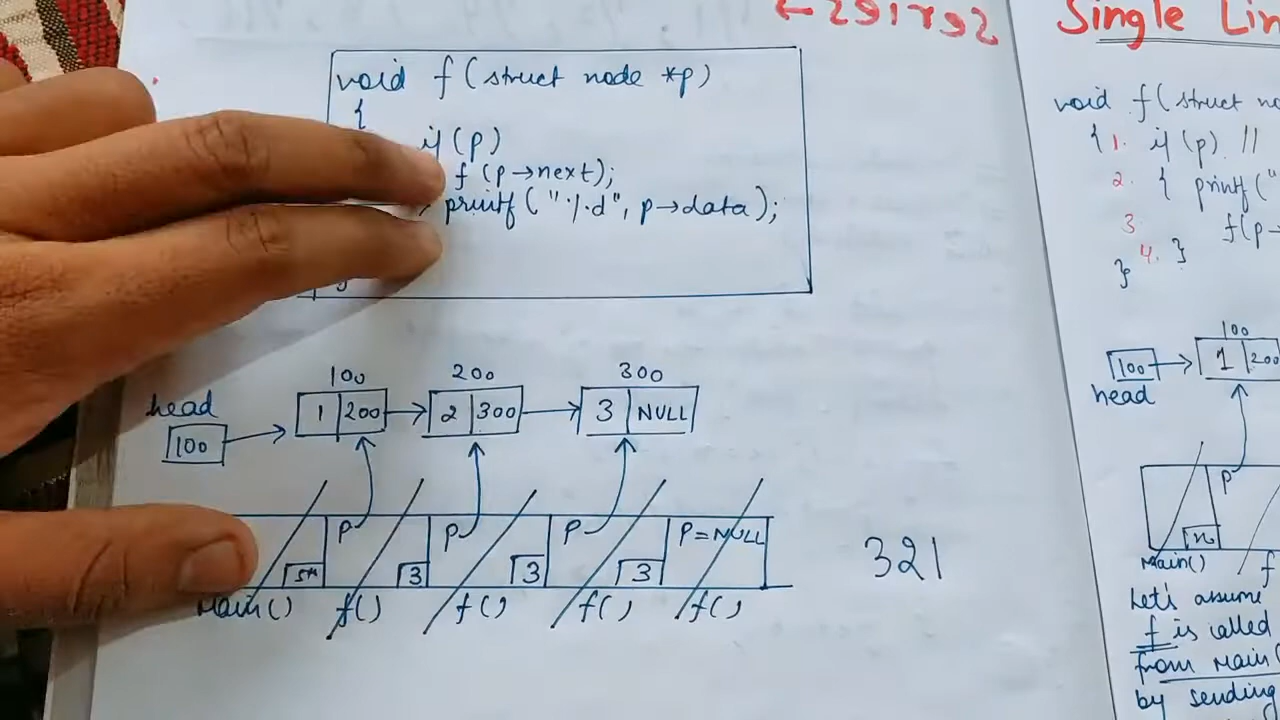 void f (struct node *p)
{
if (p)
f (p→next);
printf ("%d", p→data);
}
100 200 300
head
100 1 200 2 300 3 NULL
P P P P = NULL
3 3 3
Main() f() f() f() f()
321
Single Lin
void f (struct no
{ 1. if (p) //
2. { printf ("
3 f(p→
4. }
}
100
100 1 200
head
P
n
Main() f
Let's assume
f is called
from Main(
by sending